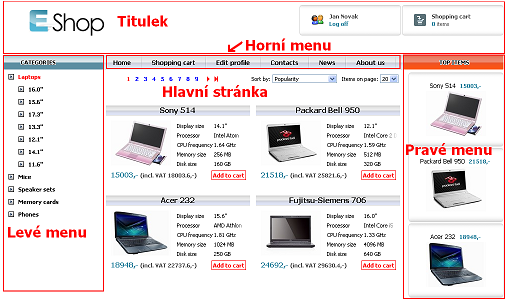 EShop
Titulek
Jan Novak
Log off
Shopping cart
0 items
Horní menu
CATEGORIES
Home
Shopping cart
Edit profile
Contacts
News
About us
TOP ITEMS
Laptops
16.0"
15.6"
17.3"
13.3"
12.1"
14.1"
11.6"
Mice
Speaker sets
Memory cards
Phones
Levé menu
1 2 3 4 5 6 7 8 9
Sort by: Popularity
Items on page: 20
Hlavní stránka
Sony 514
Display size 14.1"
Processor Intel Atom
CPU frequency 1.64 GHz
Memory size 256 MB
Disk size 160 GB
15003,- (incl. VAT 18003.6,-)
Add to cart
Packard Bell 950
Display size 12.1"
Processor Intel Core 2
CPU frequency 1.59 GHz
Memory size 512 MB
Disk size 320 GB
21518,- (incl. VAT 25821.6,-)
Add to cart
Acer 232
Display size 15.6"
Processor AMD Athlon
CPU frequency 1.81 GHz
Memory size 1024 MB
Disk size 250 GB
18948,- (incl. VAT 22737.6,-)
Add to cart
Fujitsu-Siemens 706
Display size 16.0"
Processor Intel Core
CPU frequency 1.33 GHz
Memory size 4096 MB
Disk size 640 GB
24692,- (incl. VAT 29630.4,-)
Add to cart
Sony 514 15003,-
Pravé menu
Packard Bell 950 21518,-
Acer 232 18948,-